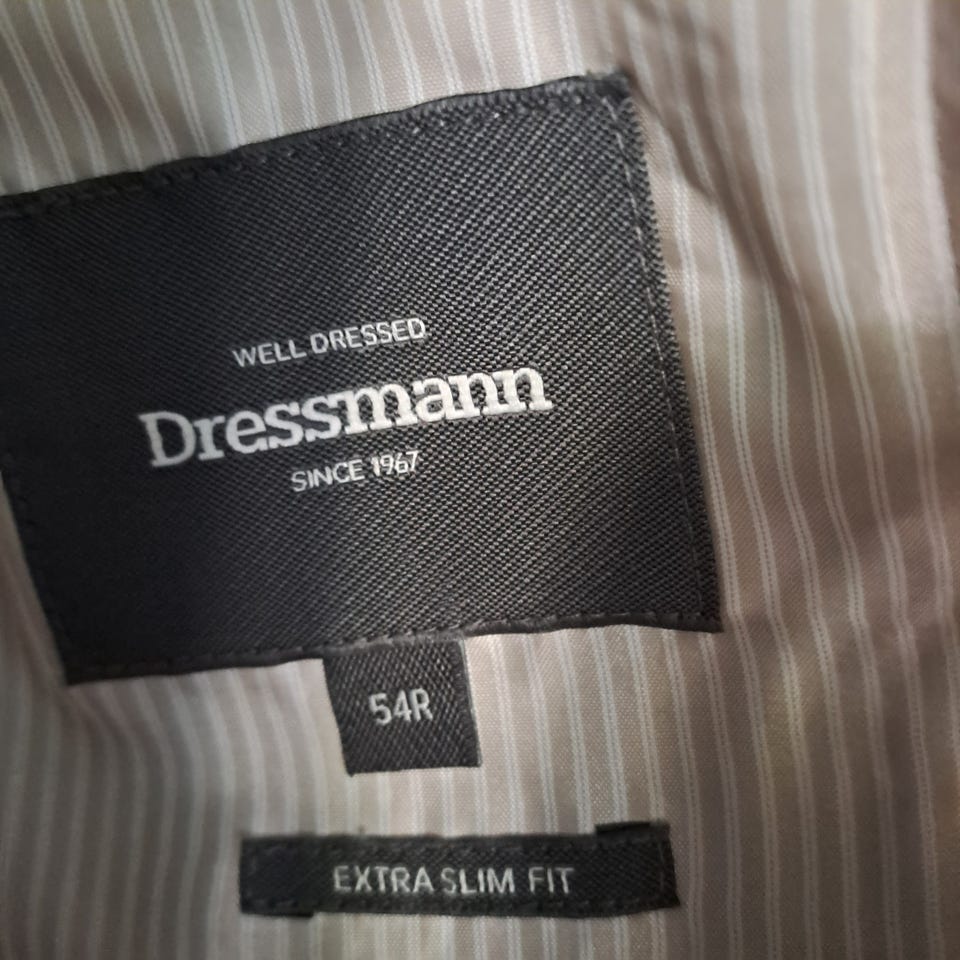 WELL DRESSED
Dressmann
SINCE 1967
54R
EXTRA SLIM FIT